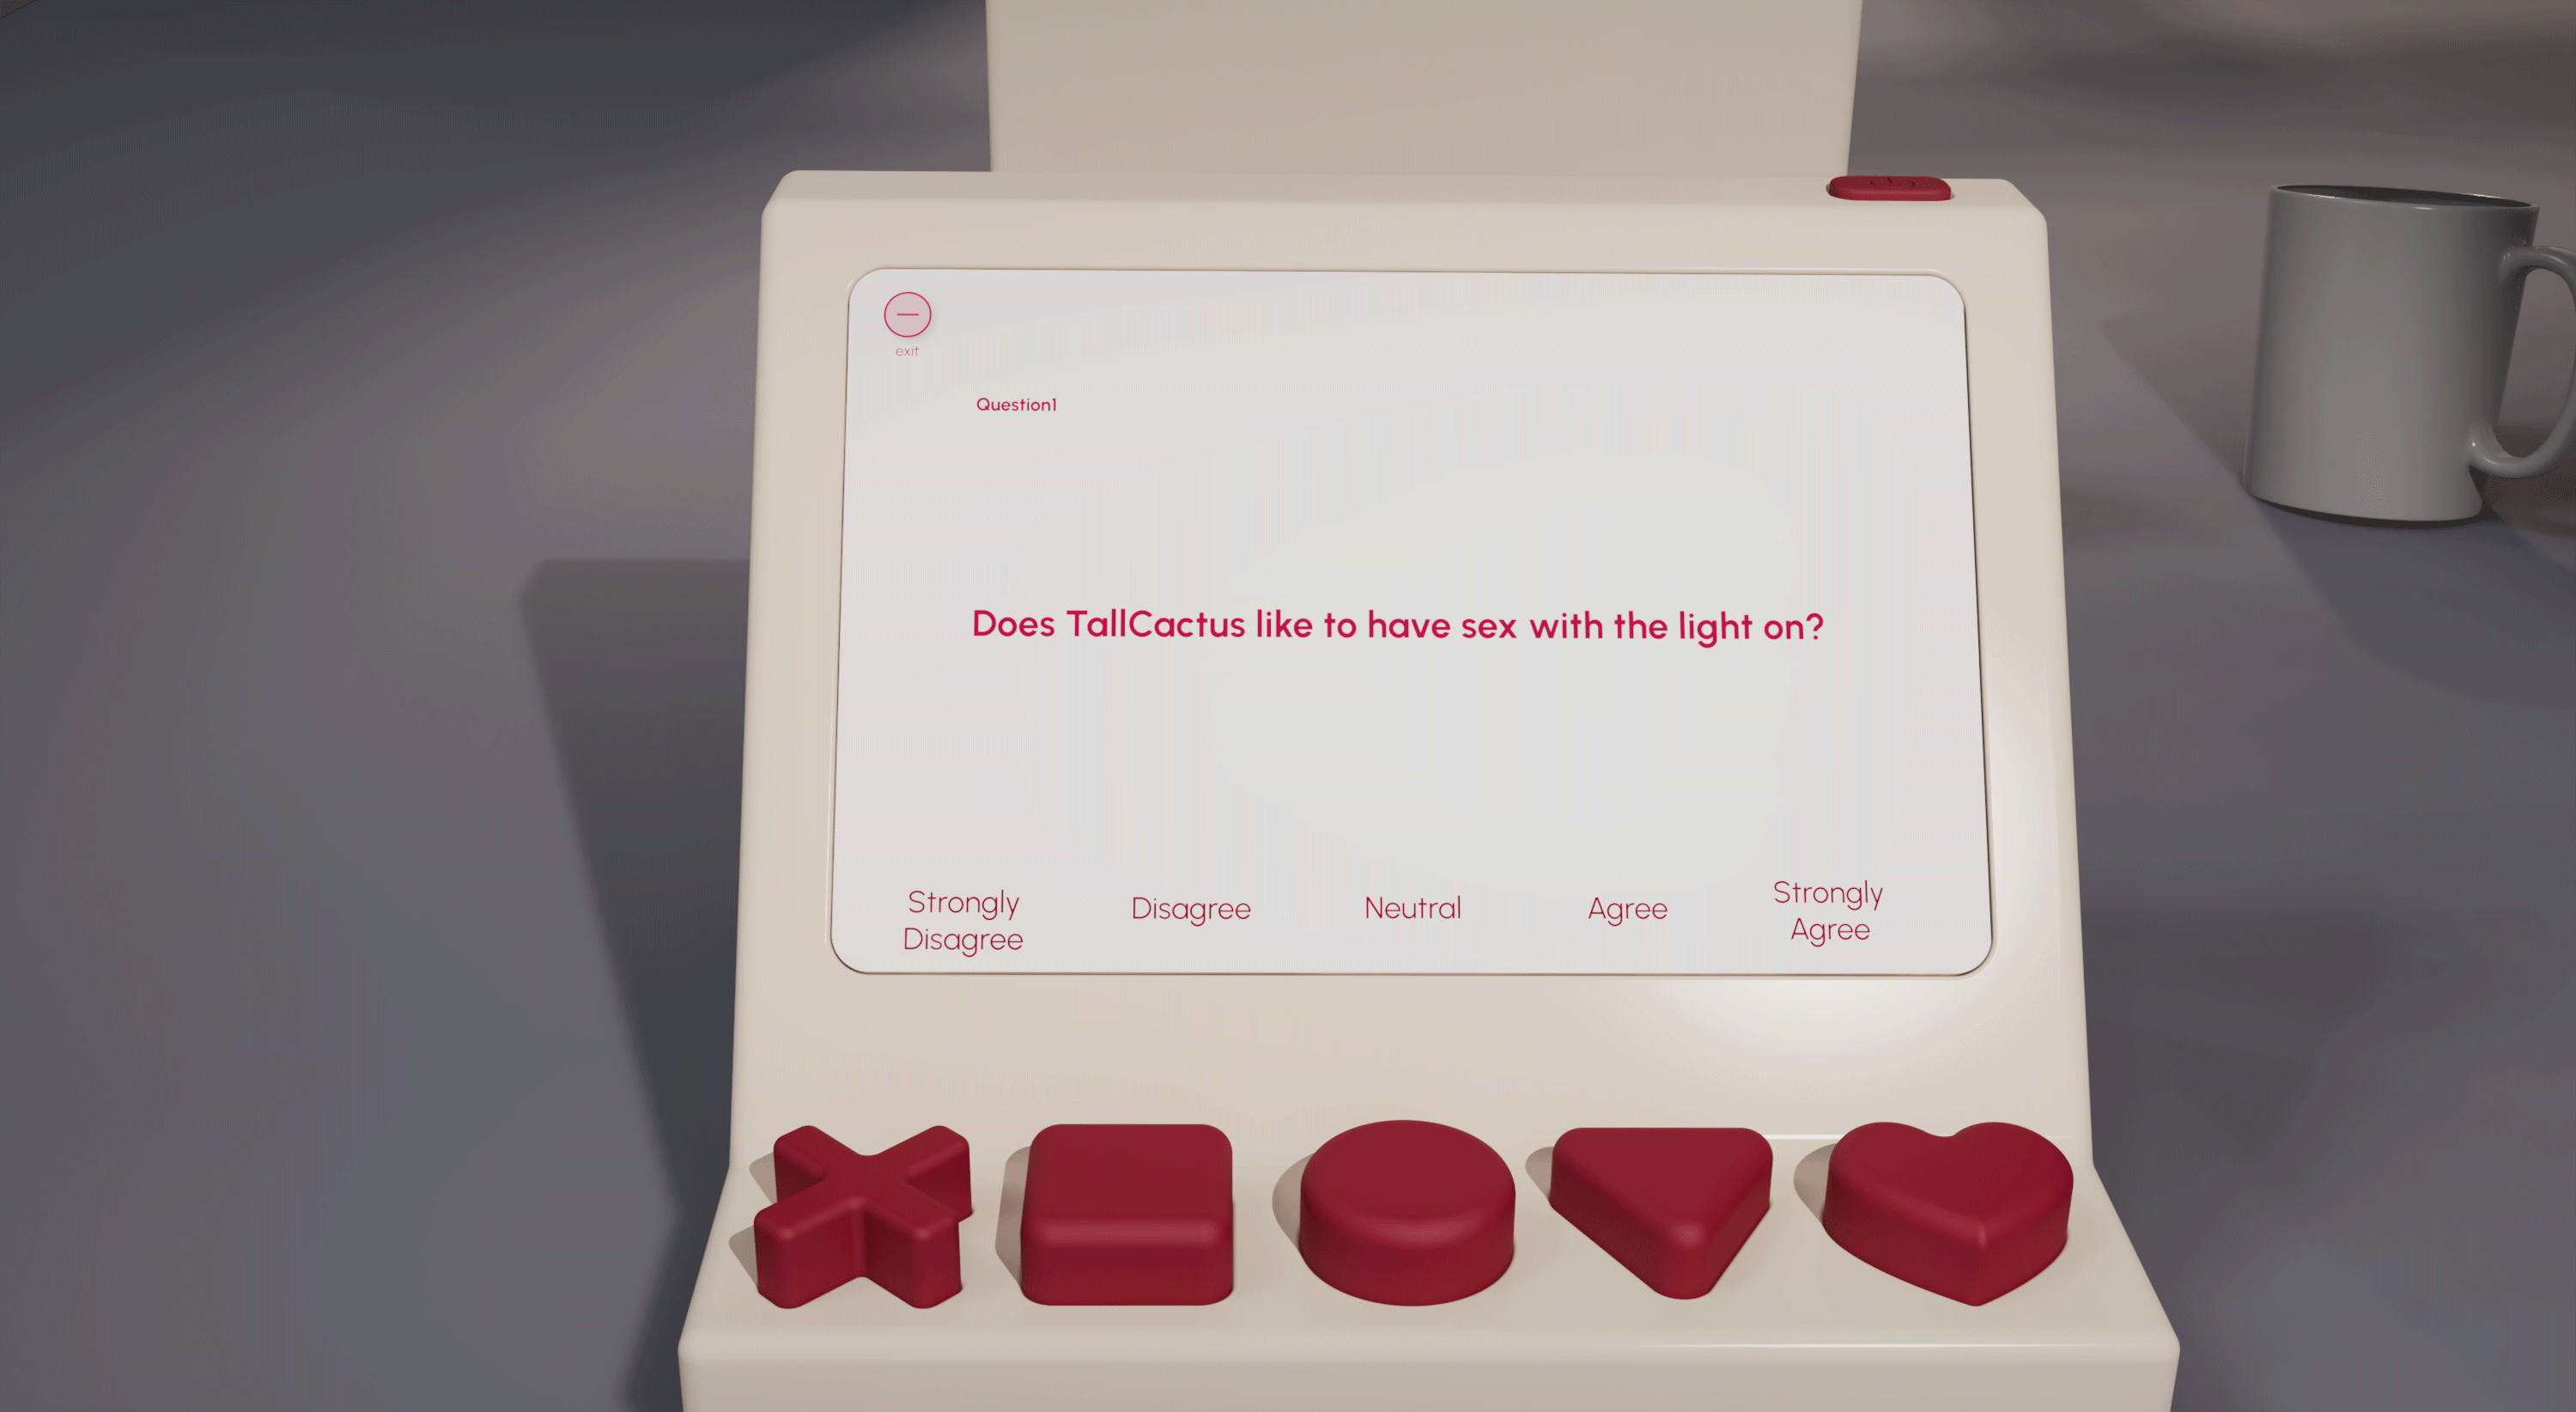 exit
Question1
Does TallCactus like to have sex with the light on?
Strongly Disagree
Disagree
Neutral
Agree
Strongly Agree